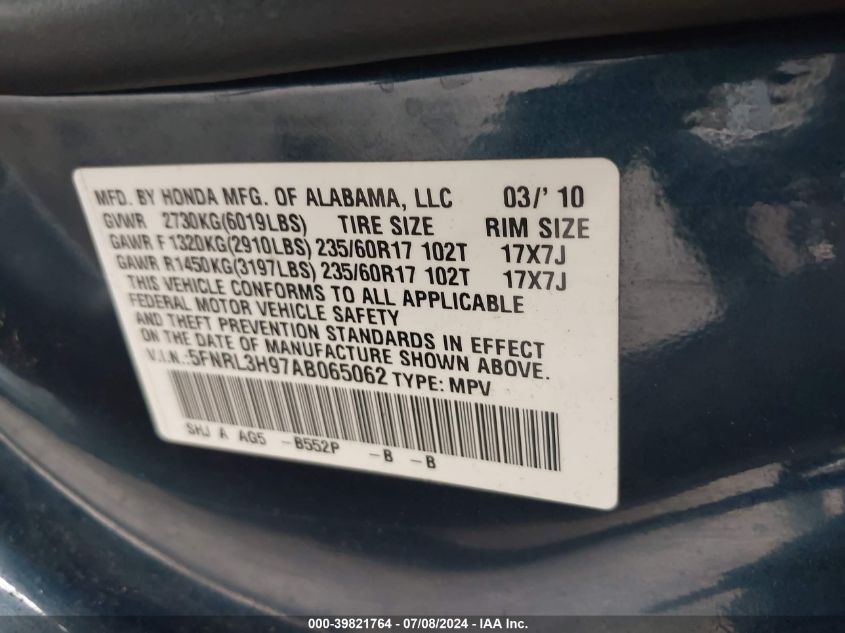 MFD. BY HONDA MFG. OF ALABAMA, LLC 03/' 10
GVWR 2730KG(6019LBS) TIRE SIZE RIM SIZE
GAWR F1320KG(2910LBS) 235/60R17 102T 17X7J
GAWR R1450KG(3197LBS) 235/60R17 102T 17X7J
THIS VEHICLE CONFORMS TO ALL APPLICABLE
FEDERAL MOTOR VEHICLE SAFETY
AND THEFT PREVENTION STANDARDS IN EFFECT
ON THE DATE OF MANUFACTURE SHOWN ABOVE.
V.I.N.:5FNRL3H97AB065062 TYPE: MPV
SHJ A AG5 -B552P -B -B
000-39821764 - 07/08/2024 - IAA Inc.